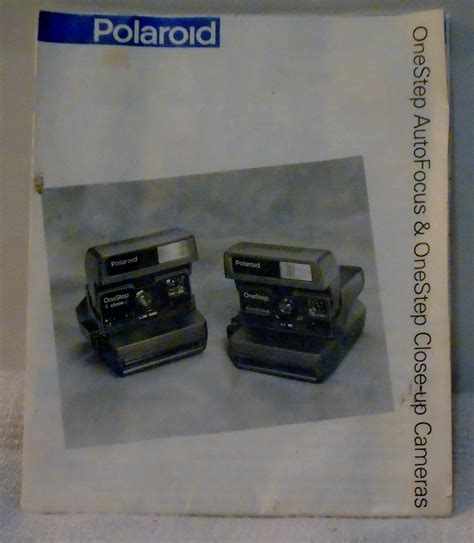 Polaroid
OneStep AutoFocus & OneStep Close-up Cameras
Polaroid
OneStep
Polaroid
OneStep